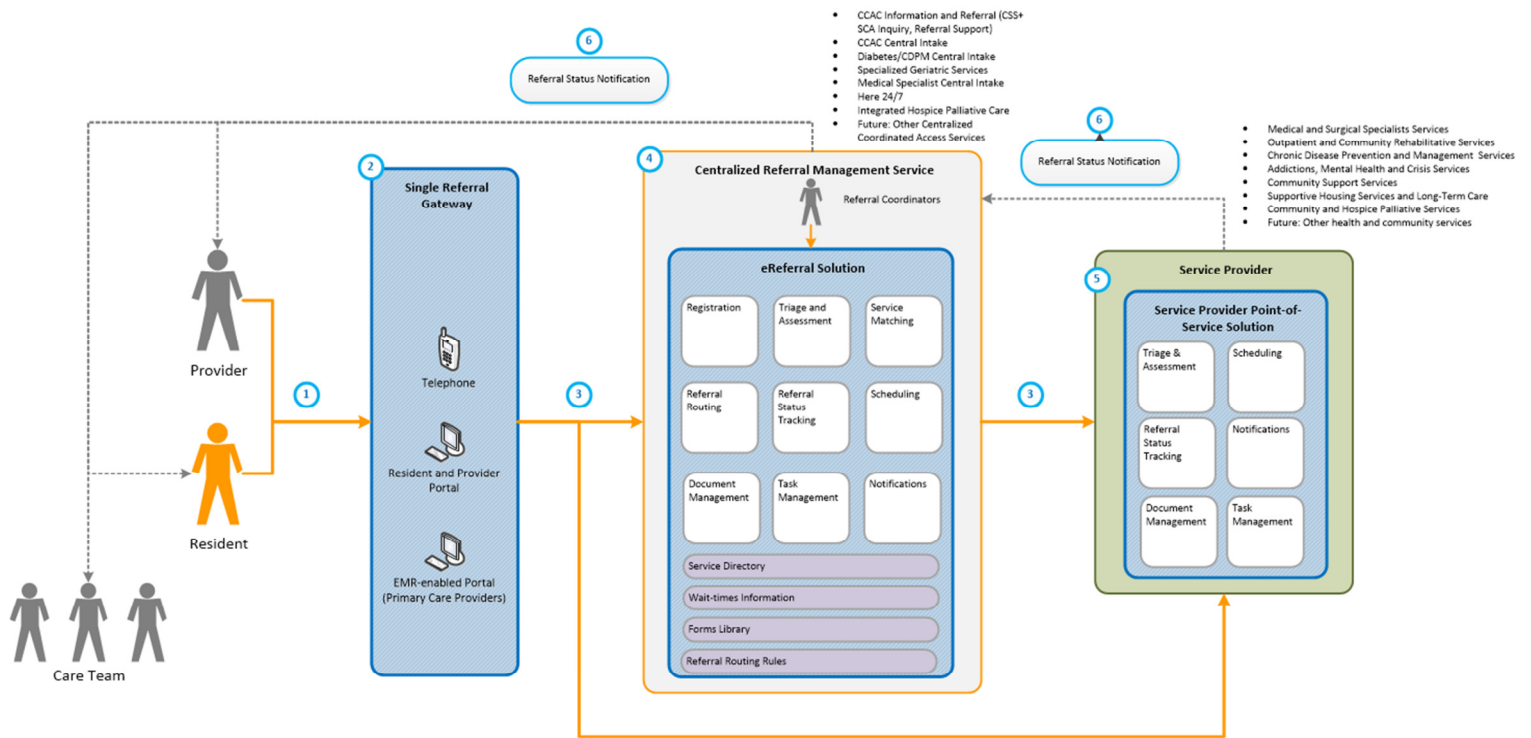 6
Referral Status Notification
• CCAC Information and Referral (CSS+
SCA Inquiry, Referral Support)
• CCAC Central Intake
• Diabetes/CDPM Central Intake
• Specialized Geriatric Services
• Medical Specialist Central Intake
• Here 24/7
• Integrated Hospice Palliative Care
• Future: Other Centralized
Coordinated Access Services
6
Referral Status Notification
• Medical and Surgical Specialists Services
• Outpatient and Community Rehabilitative Services
• Chronic Disease Prevention and Management Services
• Addictions, Mental Health and Crisis Services
• Community Support Services
• Supportive Housing Services and Long-Term Care
• Community and Hospice Palliative Services
• Future: Other health and community services
Provider
Resident
Care Team
1
2
Single Referral
Gateway
Telephone
Resident and Provider
Portal
EMR-enabled Portal
(Primary Care Providers)
3
4
Centralized Referral Management Service
Referral Coordinators
eReferral Solution
Registration
Triage and
Assessment
Service
Matching
Referral
Routing
Referral
Status
Tracking
Scheduling
Document
Management
Task
Management
Notifications
Service Directory
Wait-times Information
Forms Library
Referral Routing Rules
3
5
Service Provider
Service Provider Point-of-
Service Solution
Triage &
Assessment
Scheduling
Referral
Status
Tracking
Notifications
Document
Management
Task
Management